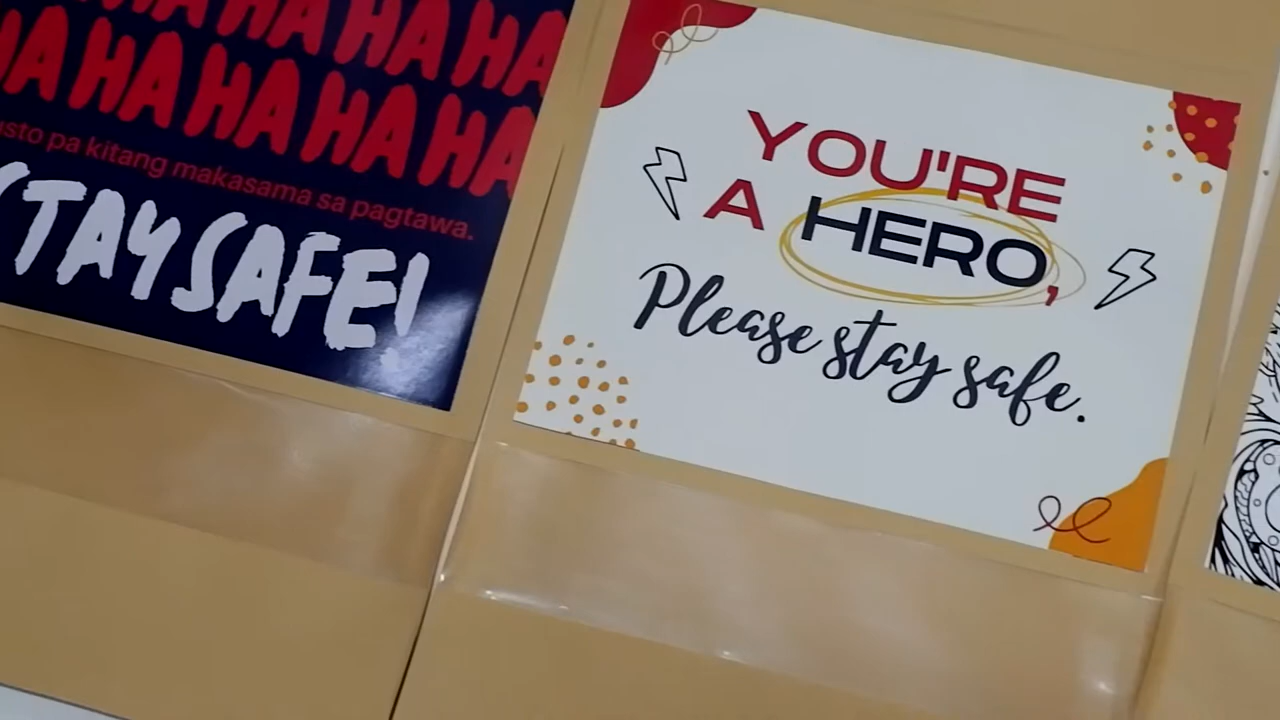 HA HA HA HA HA
HA HA HA HA HA
pa kitang makasama sa pagtawa.
STAY SAFE!
YOU'RE
A HERO,
Please stay safe.